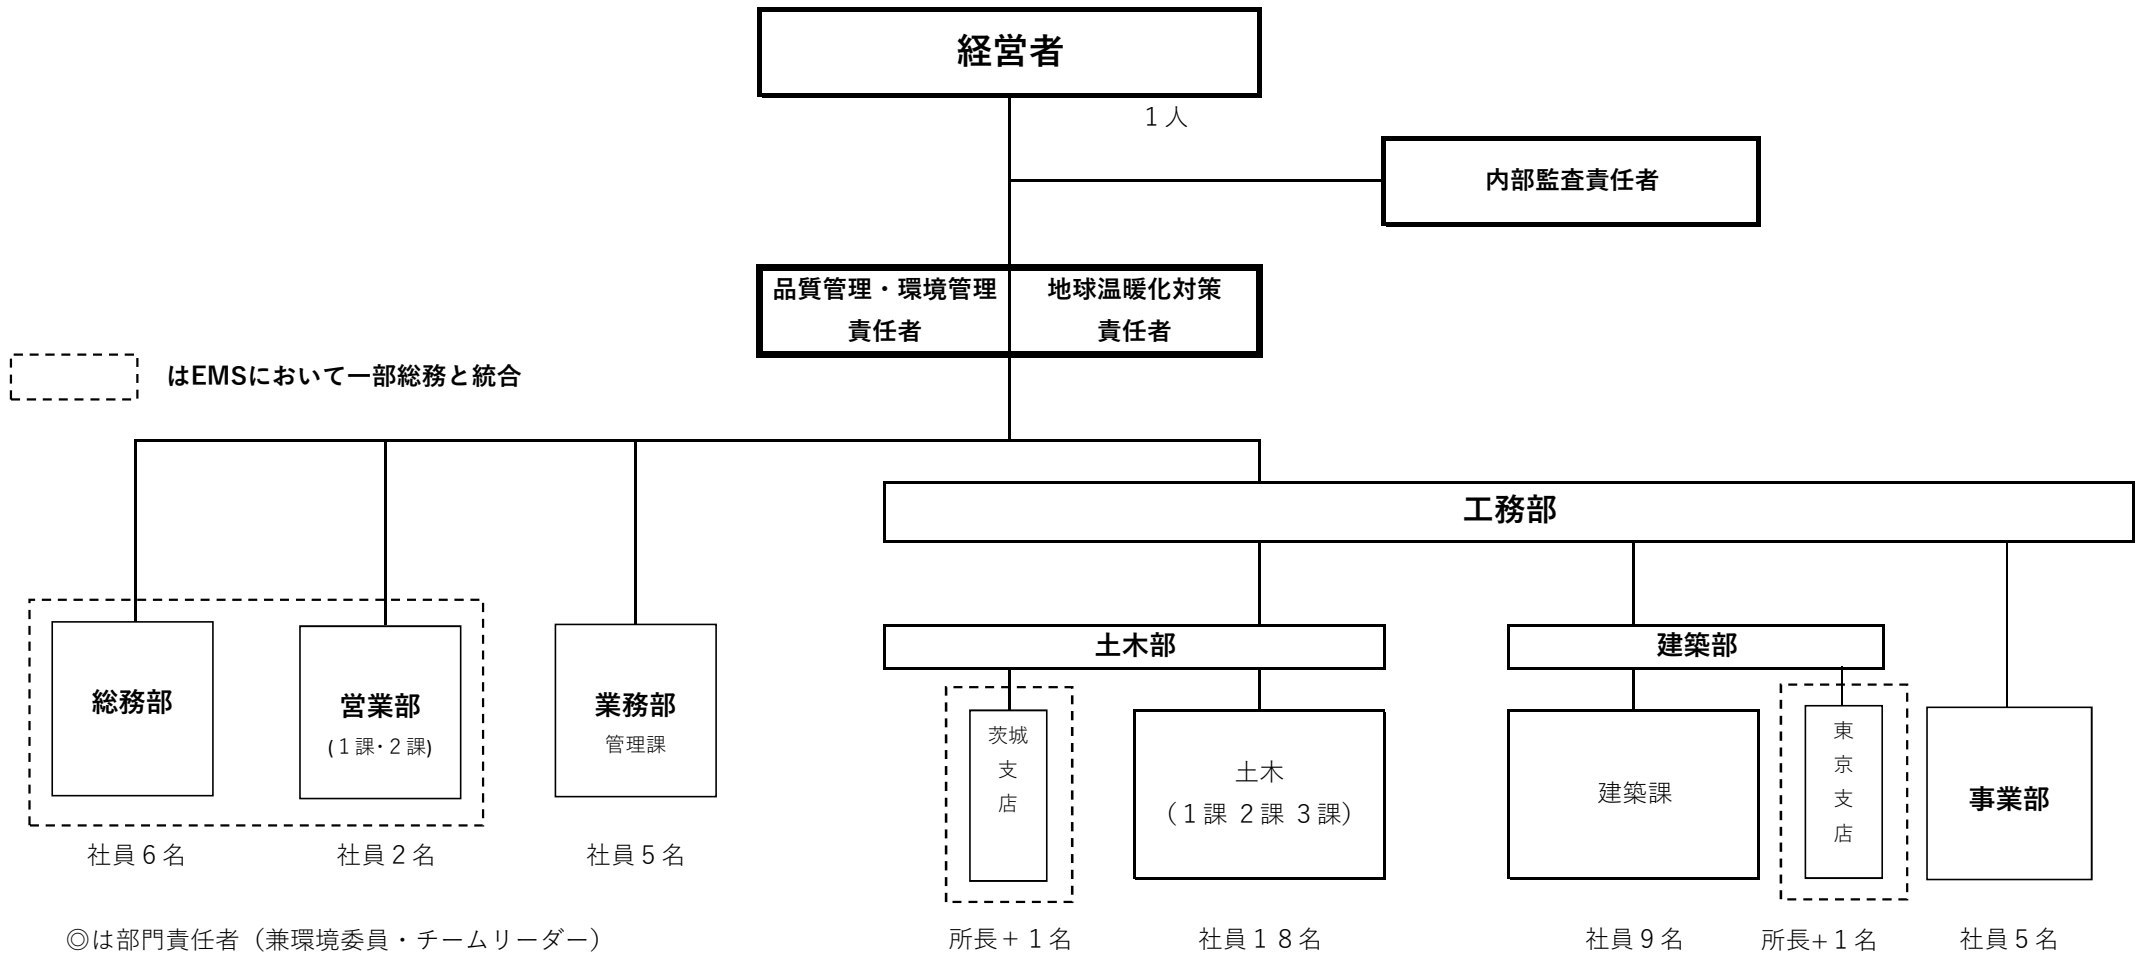 経営者
1人
内部監査責任者
品質管理・環境管理
責任者
地球温暖化対策
責任者
はEMSにおいて一部総務と統合
工務部
土木部
建築部
総務部
営業部
(1課・2課)
業務部
管理課
茨城
支
店
土木
（1課 2課 3課）
建築課
東
京
支
店
事業部
社員6名
社員2名
社員5名
◎は部門責任者（兼環境委員・チームリーダー）
所長＋1名
社員18名
社員9名
所長+1名
社員5名